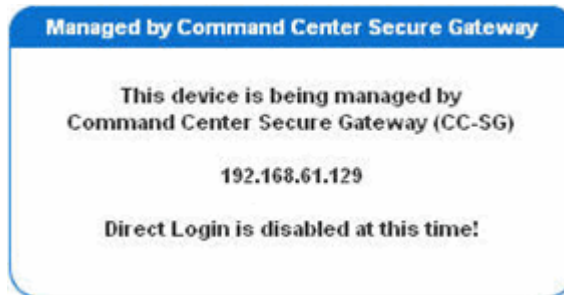 Managed by Command Center Secure Gateway
This device is being managed by
Command Center Secure Gateway (CC-SG)
192.168.61.129
Direct Login is disabled at this time!